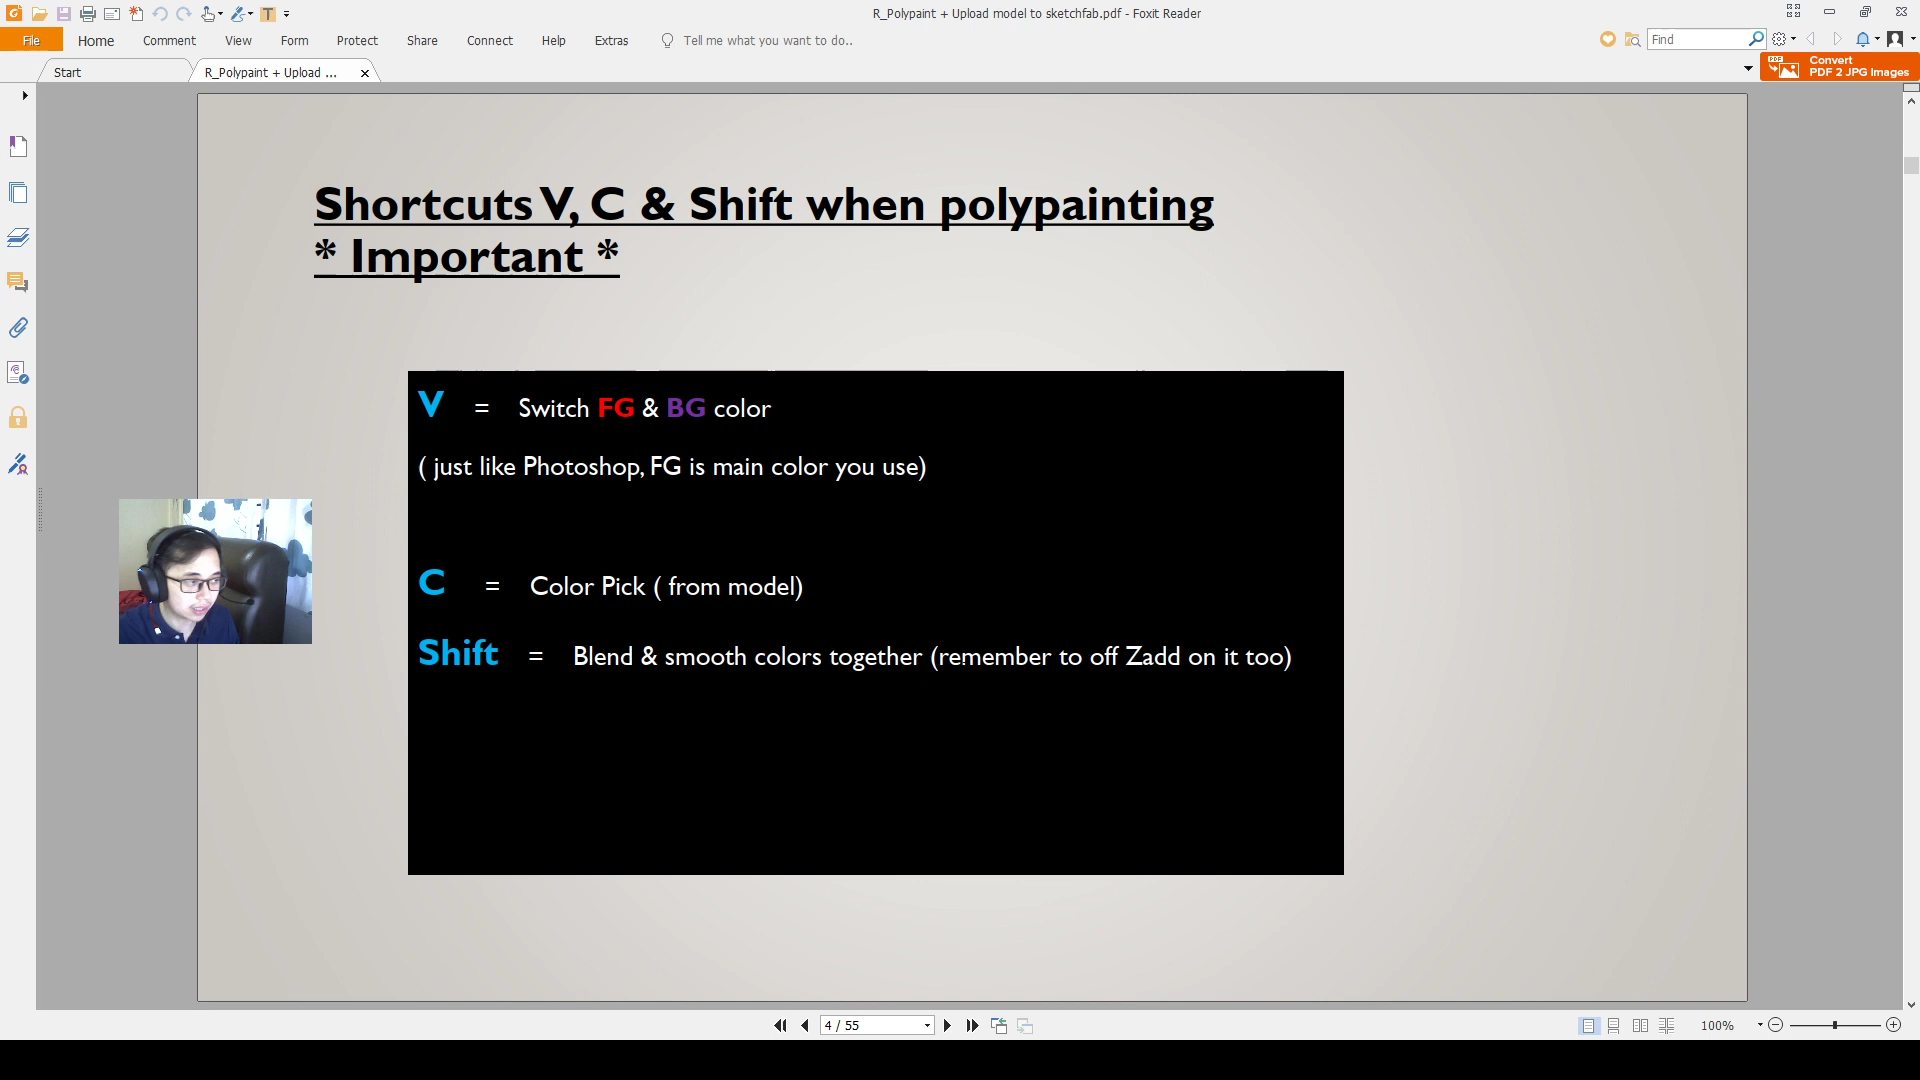 R_Polypaint + Upload model to sketchfab.pdf - Foxit Reader
File Home Comment View Form Protect Share Connect Help Extras Tell me what you want to do.. Find
Start R_Polypaint + Upload ... Convert
PDF 2 JPG Images
Shortcuts V, C & Shift when polypainting
* Important *
V = Switch FG & BG color
( just like Photoshop, FG is main color you use)
C = Color Pick ( from model)
Shift = Blend & smooth colors together (remember to off Zadd on it too)
4 / 55 100%